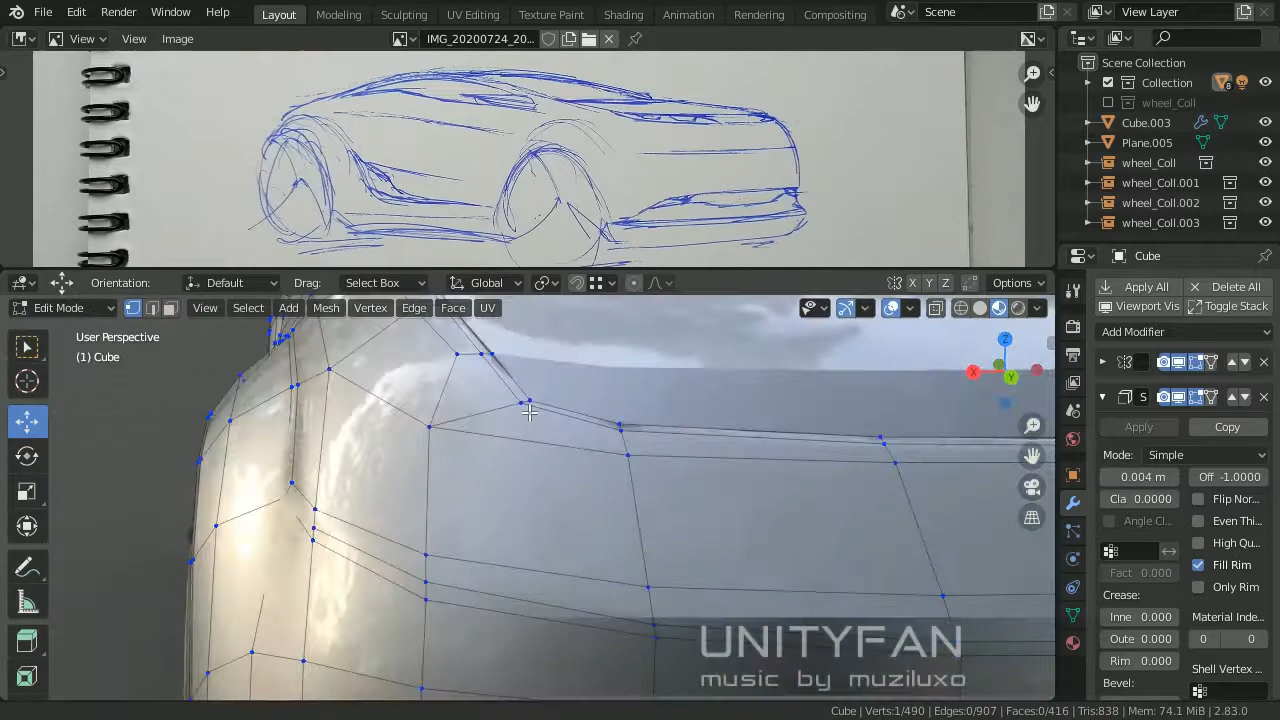 File Edit Render Window Help Layout Modeling Sculpting UV Editing Texture Paint Shading Animation Rendering Compositing Scene View Layer
View View Image IMG_20200724_20...
Scene Collection
Collection 8
wheel_Coll
Cube.003
Plane.005
wheel_Coll
wheel_Coll.001
wheel_Coll.002
wheel_Coll.003
Orientation: Default Drag: Select Box Global X Y Z Options
Edit Mode View Select Add Mesh Vertex Edge Face UV
User Perspective
(1) Cube
Z
X
Y
Cube
Apply All Delete All
Viewport Vis Toggle Stack
Add Modifier
S
Apply Copy
Mode: Simple
0.004 m Off -1.0000
Cla 0.0000 Flip Nor...
Angle Cl... Even Thi...
High Qu...
Fact 0.000 Fill Rim
Only Rim
Crease:
Inne 0.000 Material Inde...
Oute 0.000 0 0
Rim 0.000
Shell Vertex ...
Bevel:
UNITYFAN
music by muziluxo
Cube | Verts:1/490 | Edges:0/907 | Faces:0/416 | Tris:838 | Mem: 74.1 MiB | 2.83.0